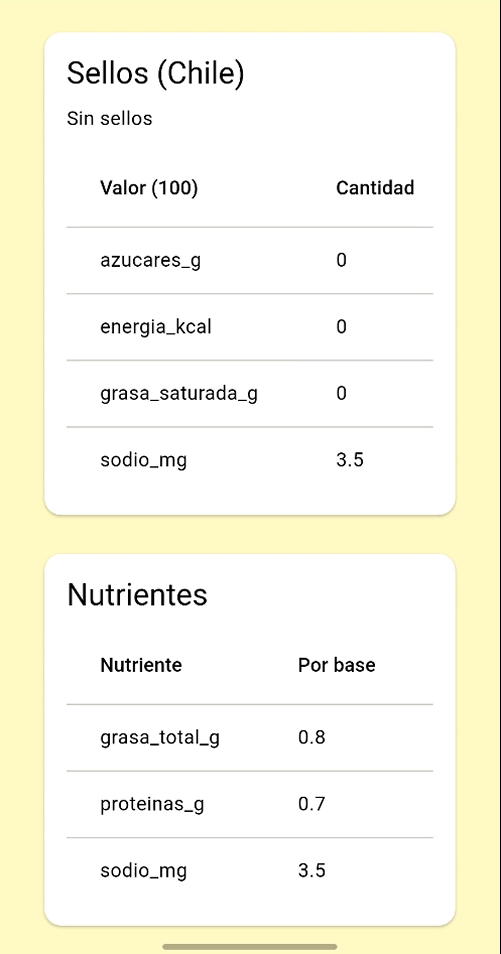 Sellos (Chile)
Sin sellos
Valor (100) Cantidad
azucares_g 0
energia_kcal 0
grasa_saturada_g 0
sodio_mg 3.5
Nutrientes
Nutriente Por base
grasa_total_g 0.8
proteinas_g 0.7
sodio_mg 3.5